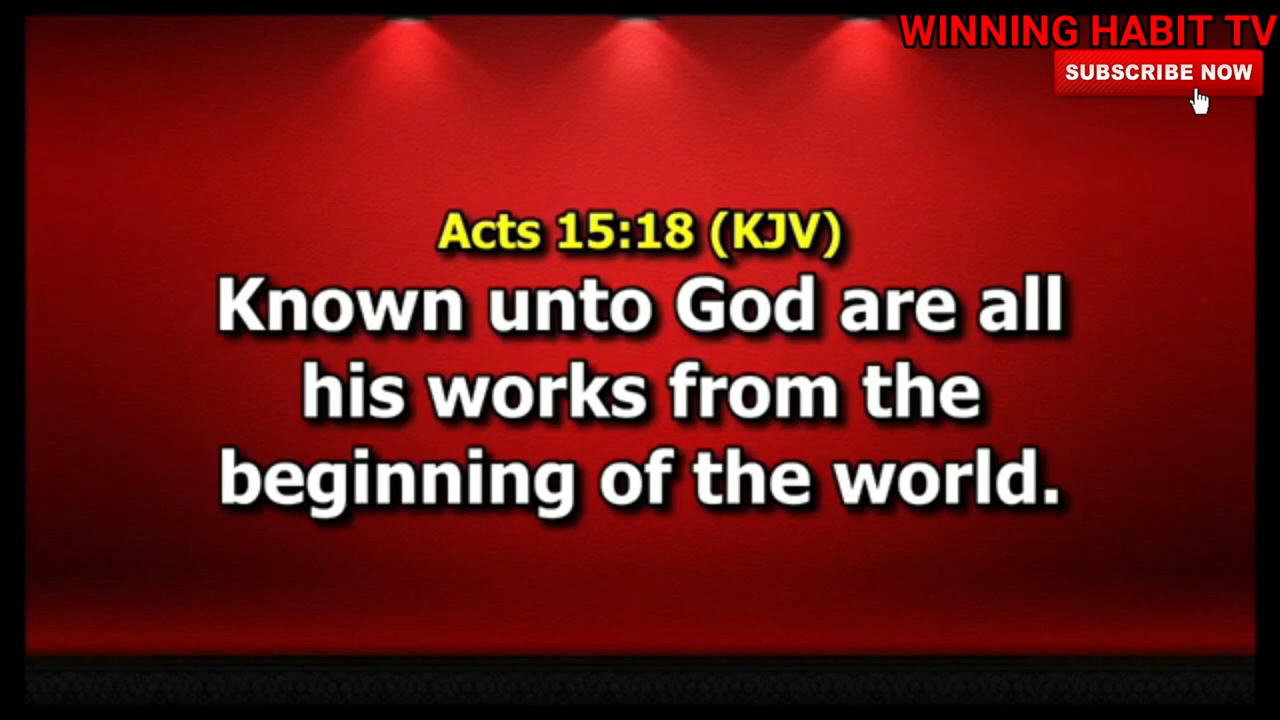 WINNING HABIT TV
SUBSCRIBE NOW
Acts 15:18 (KJV)
Known unto God are all
his works from the
beginning of the world.